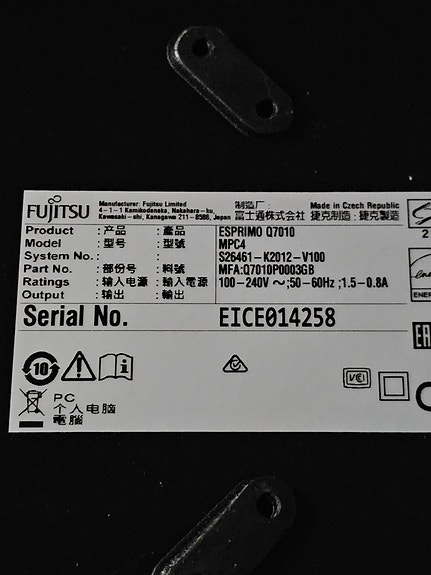 FUJITSU
Manufacturer: Fujitsu Limited
4-1-1 Kamikodanaka, Nakahara-ku,
Kawasaki-shi, Kanagawa 211-8588, Japan
制造厂:
富士通株式会社
Made in Czech Republic
捷克制造:捷克製造
Product :产品 :產品 ESPRIMO Q7010
Model :型号 :型號 MPC4
System No.: : : S26461-K2012-V100
Part No. :部份号 :料號 MFA:Q7010P0003GB
Ratings :输入电源 :輸入電源 100-240V ～;50-60Hz;1.5-0.8A
Output :输出 :輸出
Serial No. EICE014258
2
ENER
EA
10
VCI
C
PC
个人电脑
電腦